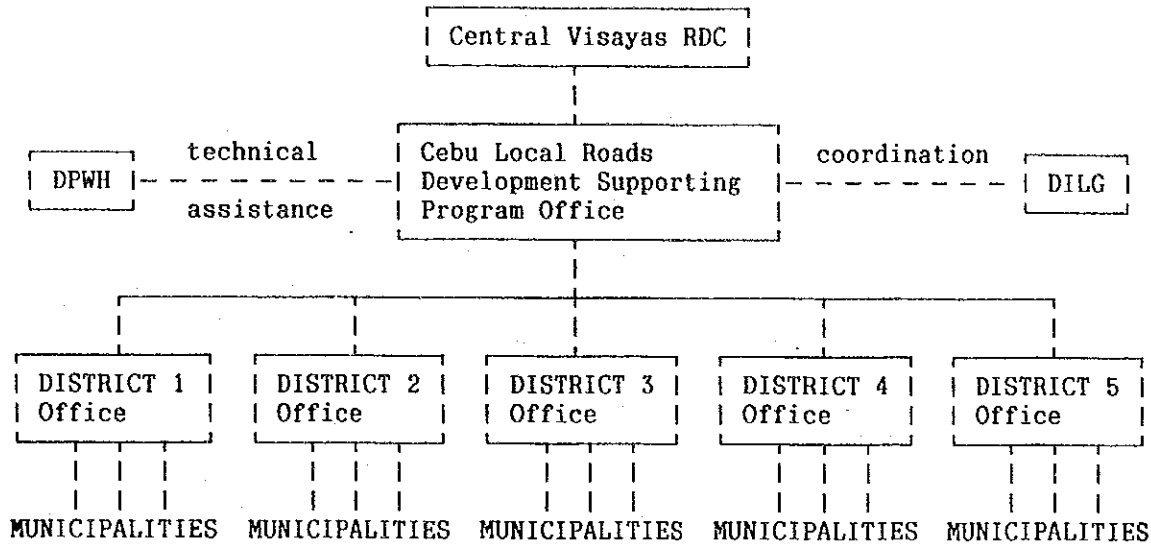 Central Visayas RDC
technical
assistance
DPWH
Cebu Local Roads
Development Supporting
Program Office
coordination
DILG
DISTRICT 1
Office
DISTRICT 2
Office
DISTRICT 3
Office
DISTRICT 4
Office
DISTRICT 5
Office
MUNICIPALITIES MUNICIPALITIES MUNICIPALITIES MUNICIPALITIES MUNICIPALITIES